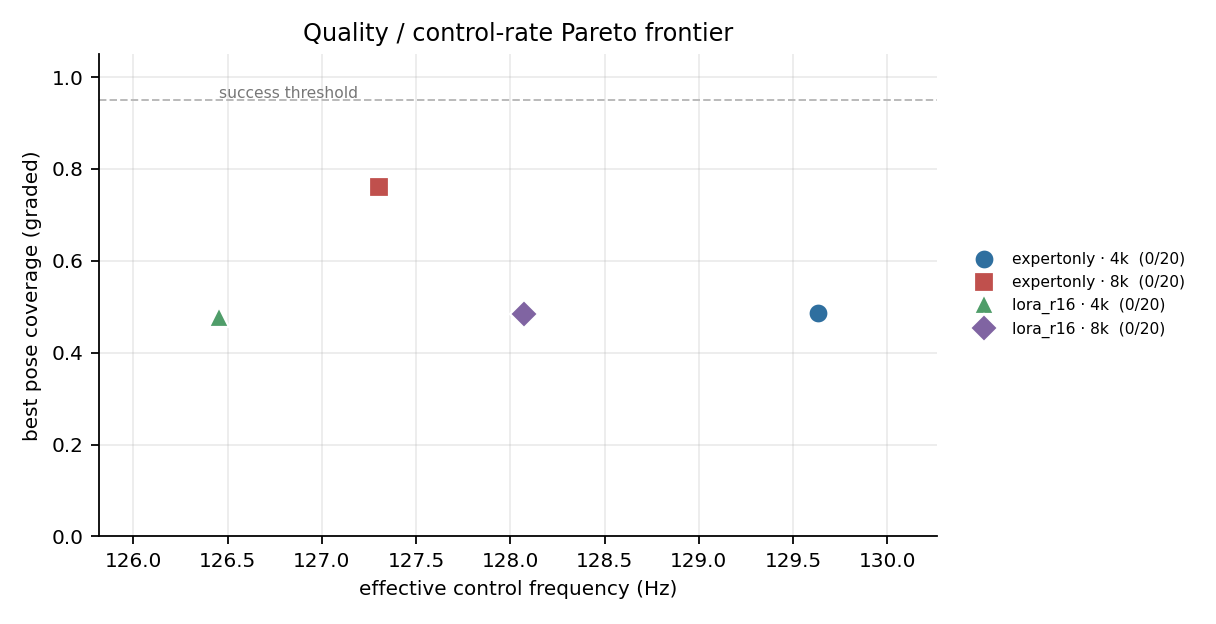 Quality / control-rate Pareto frontier
best pose coverage (graded)
1.0
0.8
0.6
0.4
0.2
0.0
success threshold
126.0 126.5 127.0 127.5 128.0 128.5 129.0 129.5 130.0
effective control frequency (Hz)
expertonly · 4k (0/20)
expertonly · 8k (0/20)
lora_r16 · 4k (0/20)
lora_r16 · 8k (0/20)